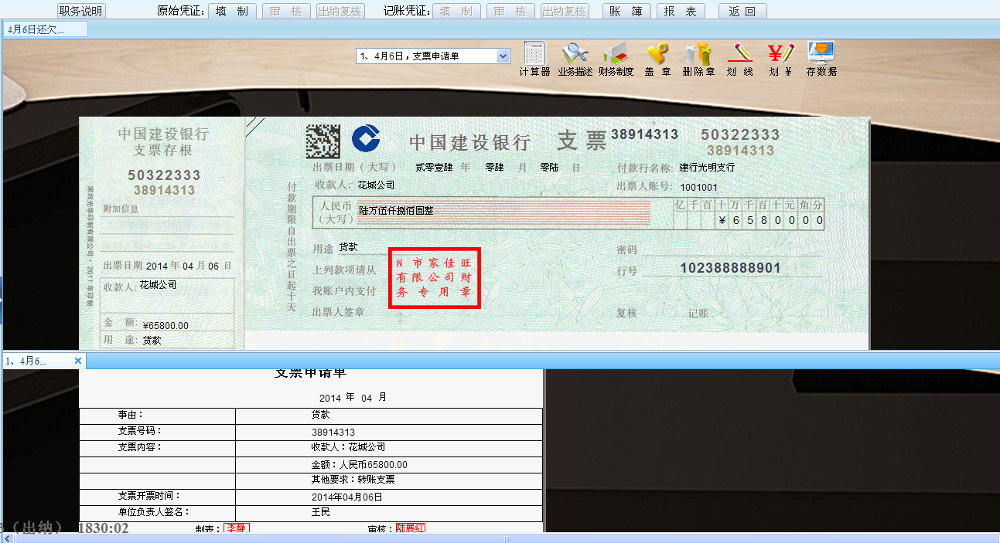 职务说明 原始凭证: 填 制 审 核 出纳复核 记账凭证: 填 制 审 核 出纳复核 账 簿 报 表 返 回
4月6日还欠...
1、4月6日，支票申请单
计算器 业务描述 财务制度 盖 章 删除章 划 线 划 ￥ 存数据
中国建设银行
支票存根
50322333
38914313
附加信息
出票日期 2014 年 04 月 06 日
收款人: 花城公司
金 额: ¥65800.00
用 途: 货款
深圳光华印制有限公司·2011年印制
付款期限自出票之日起十天
中国建设银行 支票 38914313 50322333
38914313
出票日期（大写） 贰零壹肆 年 零肆 月 零陆 日 付款行名称: 建行光明支行
收款人: 花城公司 出票人账号: 1001001
人民币
（大写） 陆万伍仟捌佰圆整
亿 千 百 十 万 千 百 十 元 角 分
¥ 6 5 8 0 0 0 0
用途 货款 密码
上列款项请从 行号 102388888901
我账户内支付
出票人签章 复核 记账
N 市家佳旺
有限公司财
务专用章
1、4月6...
支票申请单
2014 年 04 月
事由： 货款
支票号码： 38914313
支票内容： 收款人：花城公司
金额：人民币65800.00
其他要求：转账支票
支票开票时间： 2014年04月06日
单位负责人签名： 王民
（出纳） 1830:02 制表：李静 审核：陆展红